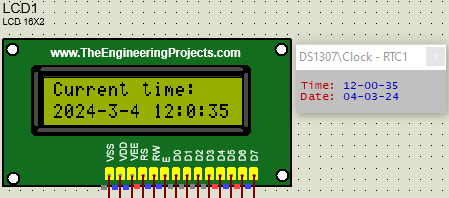 LCD1
LCD 16X2
www.TheEngineeringProjects.com
Current time:
2024-3-4 12:0:35
VSS
VDD
VEE
RS
RW
E
D0
D1
D2
D3
D4
D5
D6
D7
DS1307\Clock - RTC1
x
Time: 12-00-35
Date: 04-03-24